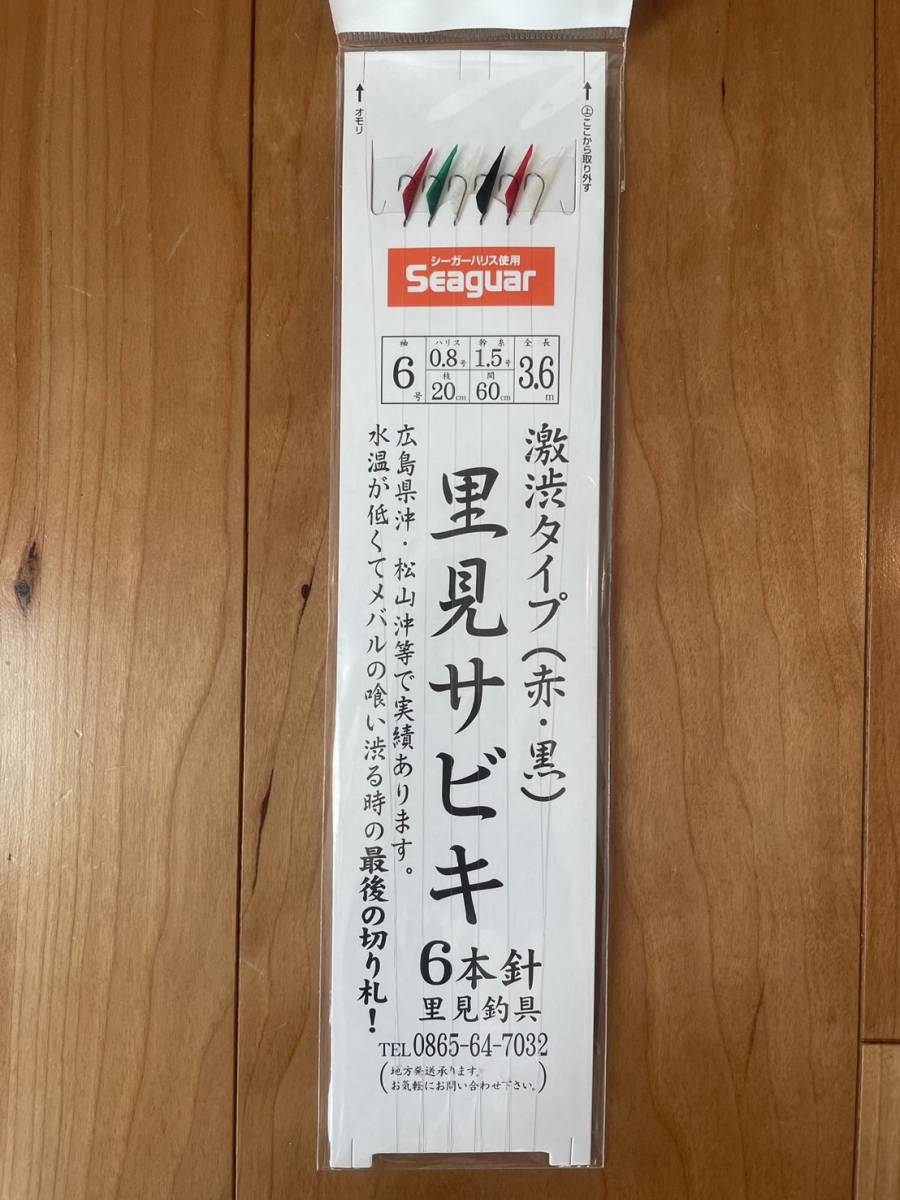 オモリ
上ここから取り外す
シーガーハリス使用
Seaguar
袖 6号
ハリス 0.8号
幹糸 1.5号
全長 3.6m
枝 20cm
間 60cm
激渋タイプ(赤・黒)
里見サビキ
広島県沖・松山沖等で実績あります。
水温が低くてメバルの喰い渋る時の最後の切り札!
6本針
里見釣具
TEL 0865-64-7032
(地方発送承ります。
お気軽にお問い合わせ下さい。)